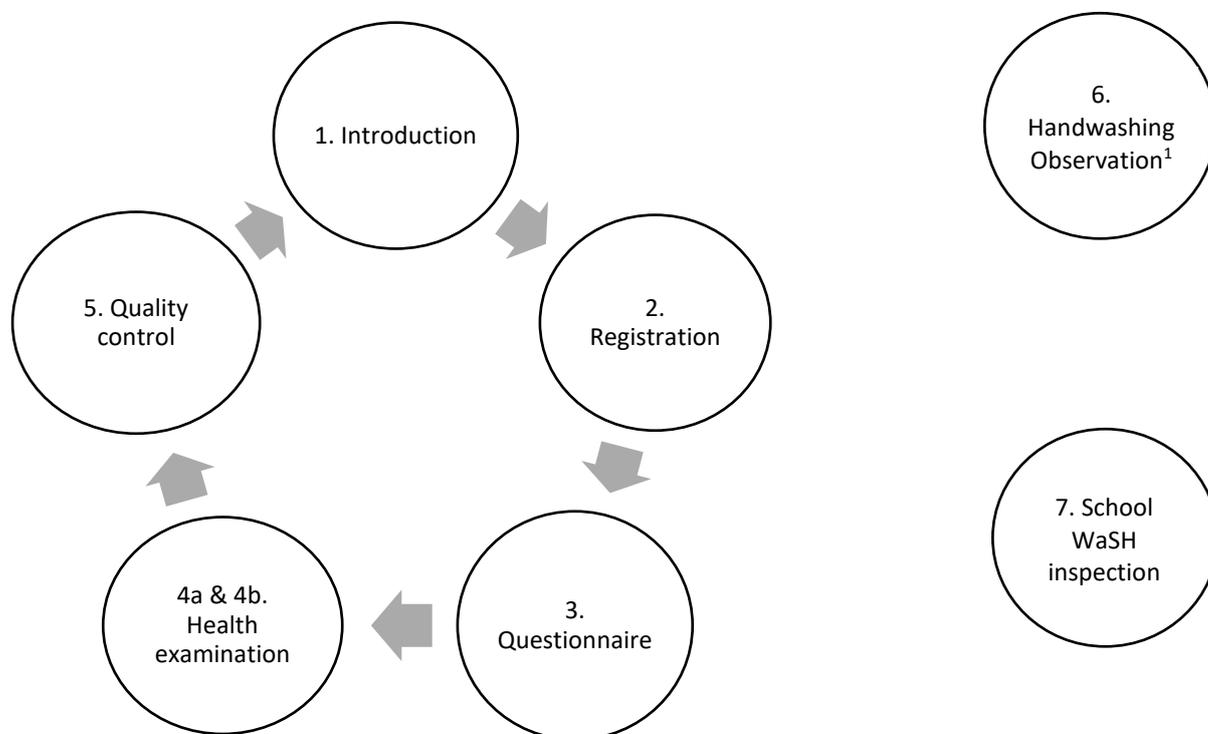 1. Introduction
2.
Registration
3.
Questionnaire
4a & 4b.
Health
examination
5. Quality
control
6.
Handwashing
Observation¹
7. School
WaSH
inspection